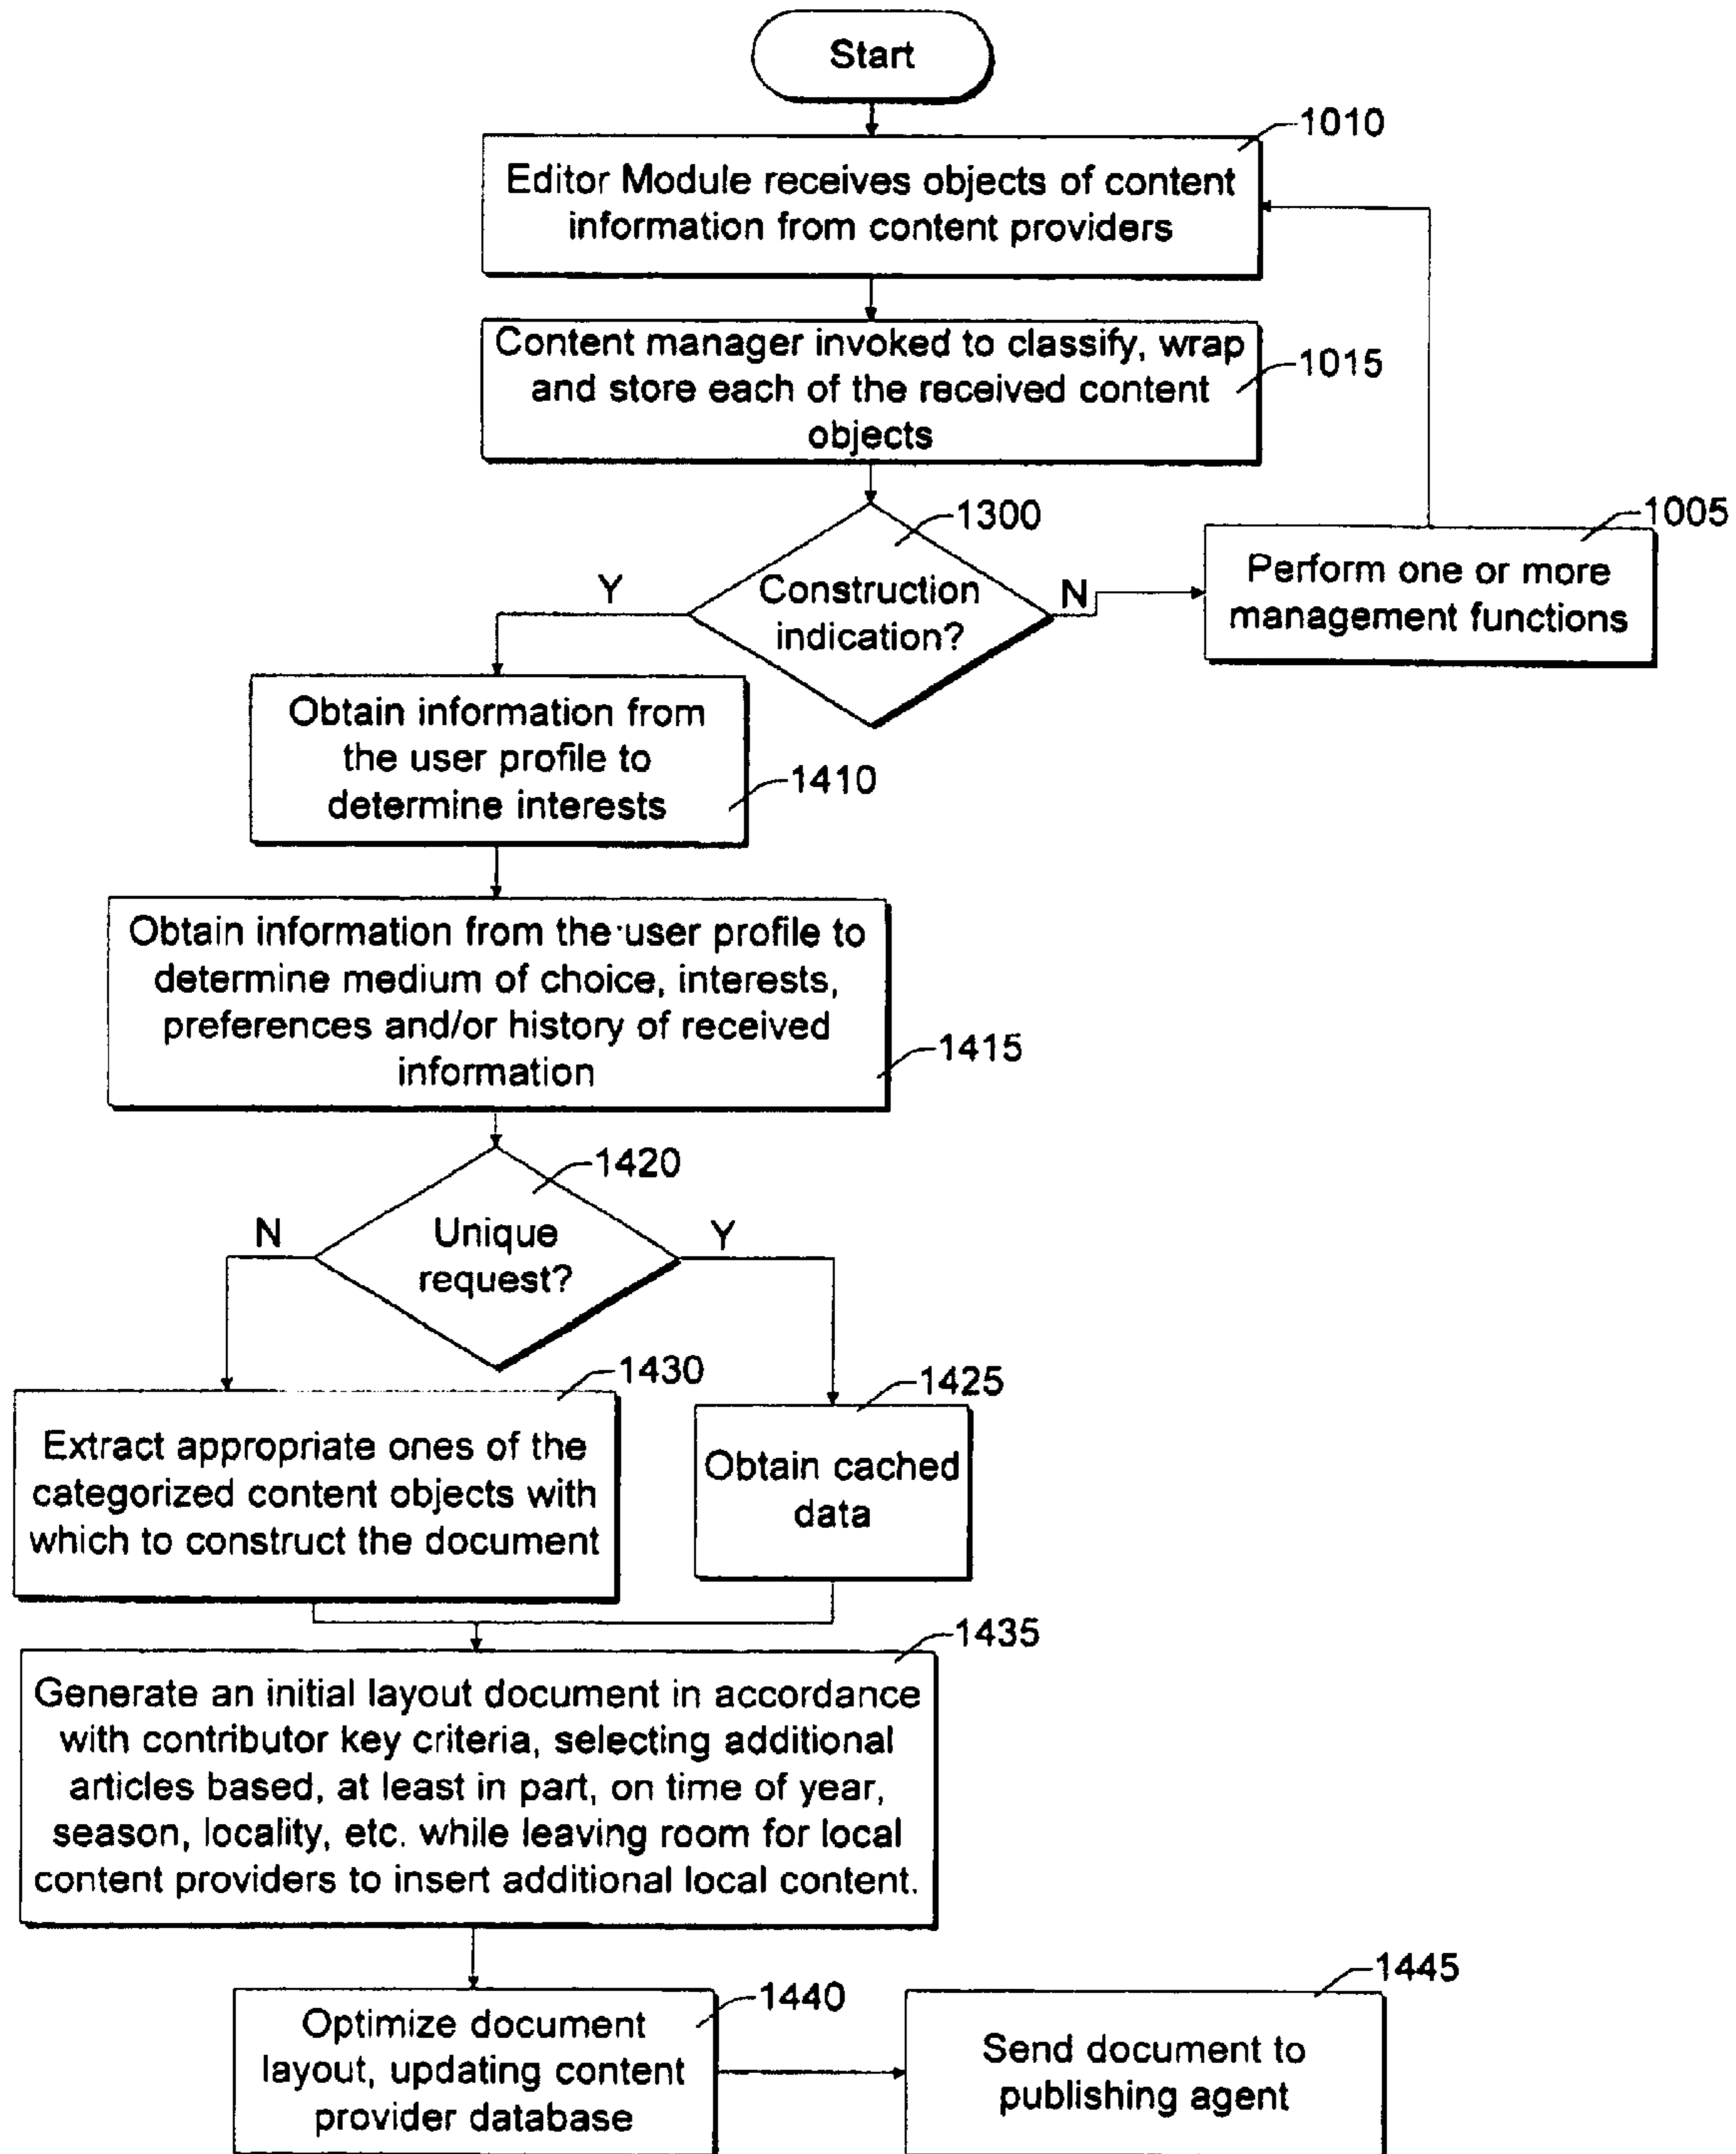 Start
1010
Editor Module receives objects of content
information from content providers
Content manager invoked to classify, wrap
and store each of the received content
objects
1015
1300
Construction
indication?
Y
N
1005
Perform one or more
management functions
Obtain information from
the user profile to
determine interests
1410
Obtain information from the user profile to
determine medium of choice, interests,
preferences and/or history of received
information
1415
1420
Unique
request?
N
Y
1430
Extract appropriate ones of the
categorized content objects with
which to construct the document
1425
Obtain cached
data
1435
Generate an initial layout document in accordance
with contributor key criteria, selecting additional
articles based, at least in part, on time of year,
season, locality, etc. while leaving room for local
content providers to insert additional local content.
1440
Optimize document
layout, updating content
provider database
1445
Send document to
publishing agent